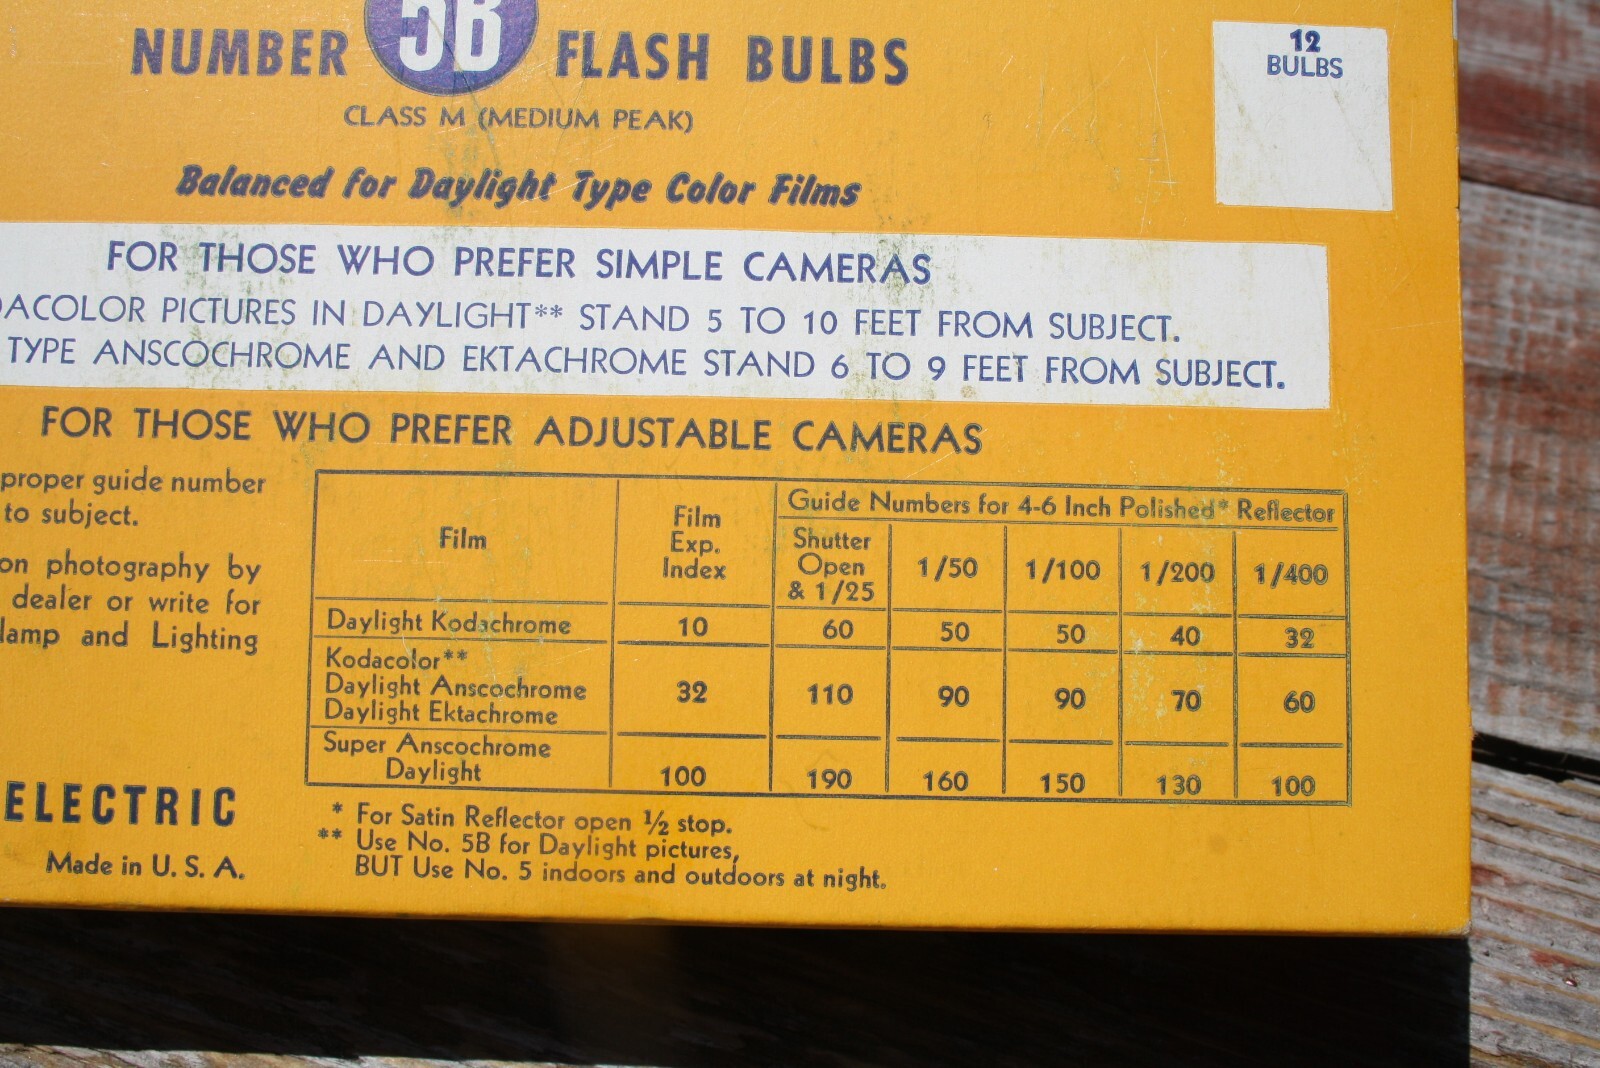 NUMBER 5B FLASH BULBS
12
BULBS
CLASS M (MEDIUM PEAK)
Balanced for Daylight Type Color Films
FOR THOSE WHO PREFER SIMPLE CAMERAS
ACOLOR PICTURES IN DAYLIGHT** STAND 5 TO 10 FEET FROM SUBJECT.
TYPE ANSCOCHROME AND EKTACHROME STAND 6 TO 9 FEET FROM SUBJECT.
FOR THOSE WHO PREFER ADJUSTABLE CAMERAS
proper guide number
to subject.
on photography by
dealer or write for
lamp and Lighting
ELECTRIC
Made in U. S. A.
Film
Film
Exp.
Index
Guide Numbers for 4-6 Inch Polished* Reflector
Shutter
Open
& 1/25
1/50 1/100 1/200 1/400
Daylight Kodachrome 10 60 50 50 40 32
Kodacolor**
Daylight Anscochrome 32 110 90 90 70 60
Daylight Ektachrome
Super Anscochrome
Daylight 100 190 160 150 130 100
* For Satin Reflector open 1/2 stop.
** Use No. 5B for Daylight pictures,
BUT Use No. 5 indoors and outdoors at night.